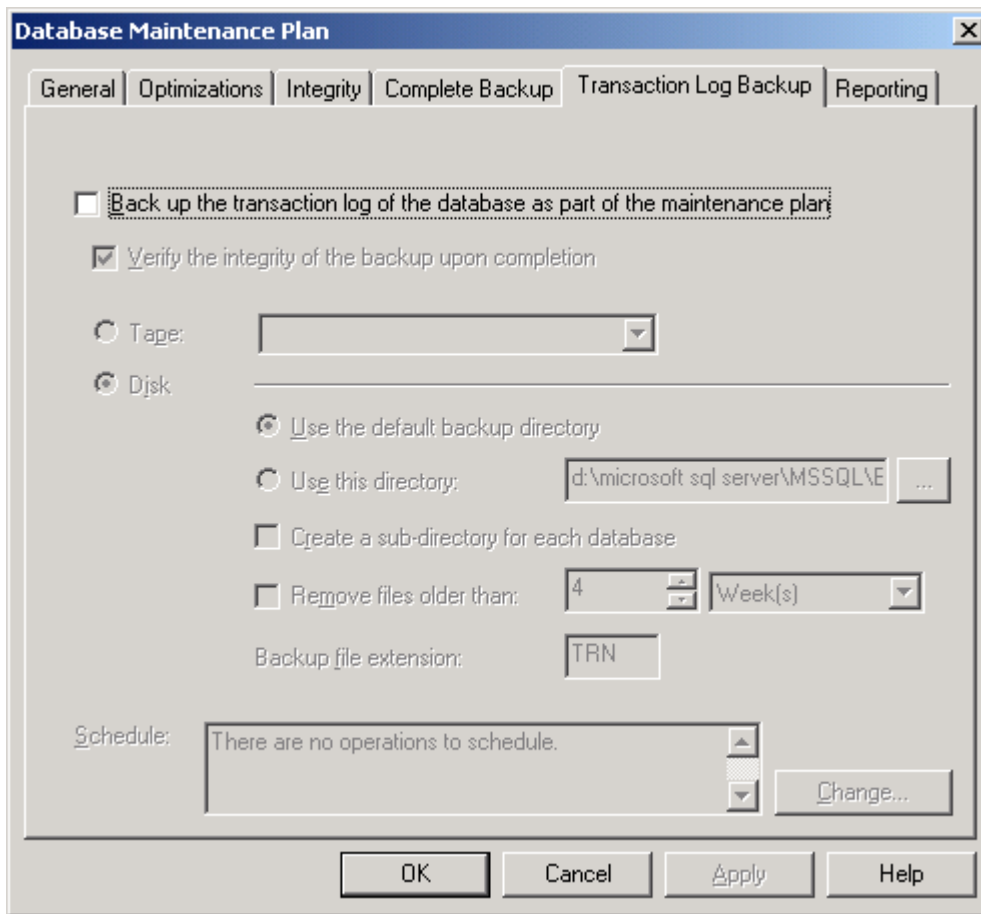 Database Maintenance Plan
General Optimizations Integrity Complete Backup Transaction Log Backup Reporting
Back up the transaction log of the database as part of the maintenance plan
Verify the integrity of the backup upon completion
Tape:
Disk
Use the default backup directory
Use this directory: d:\microsoft sql server\MSSQL\E ...
Create a sub-directory for each database
Remove files older than: 4 Week(s)
Backup file extension: TRN
Schedule: There are no operations to schedule.
Change...
OK Cancel Apply Help